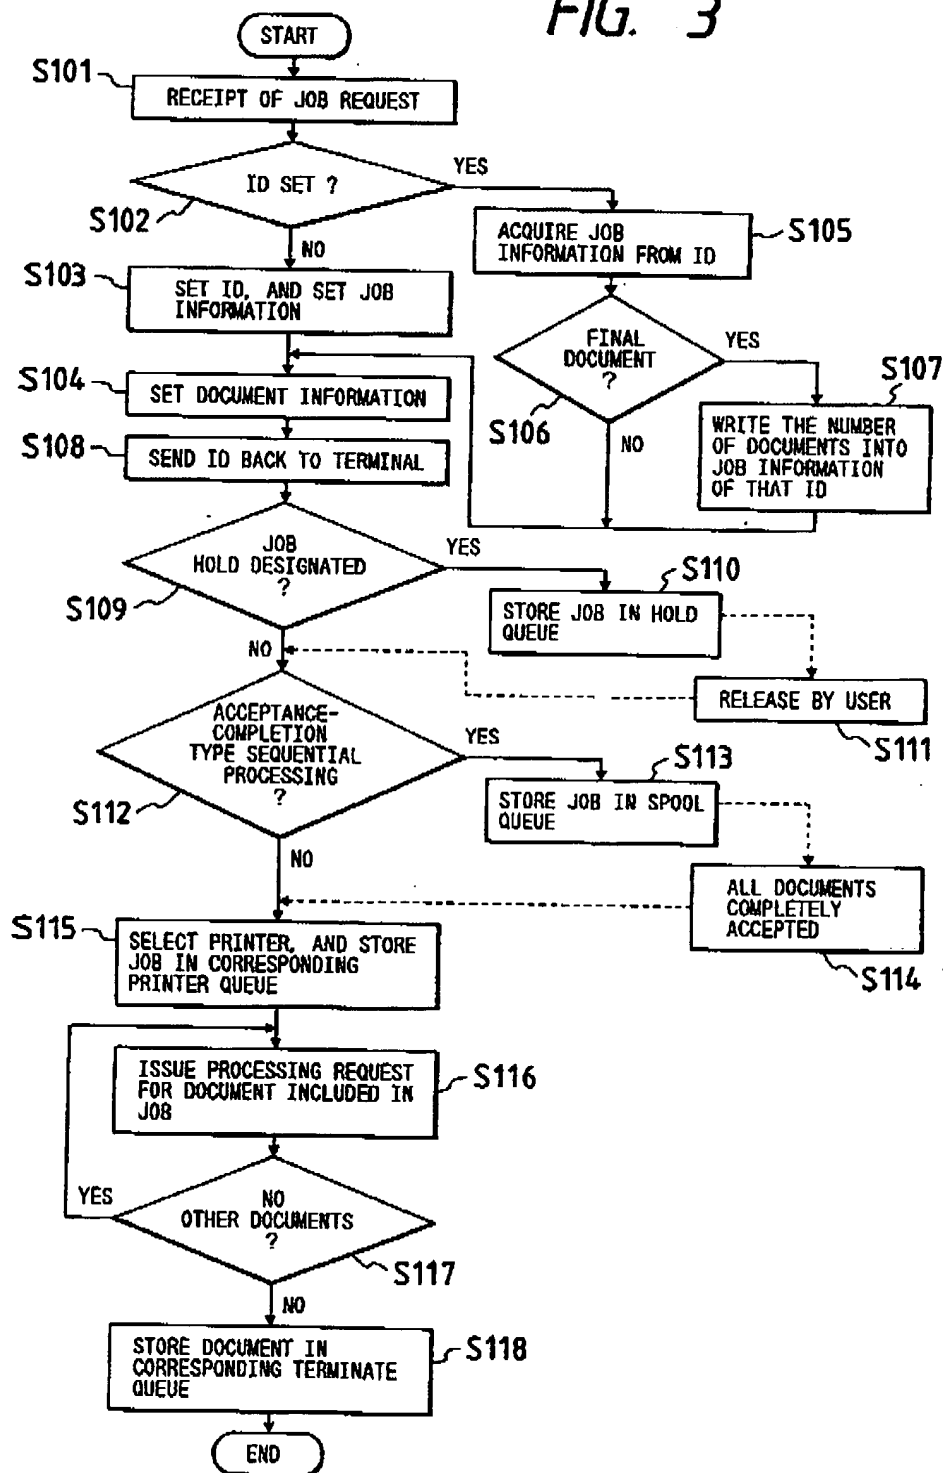 FIG. 3
START
S101
RECEIPT OF JOB REQUEST
YES
ID SET ?
S102
NO
ACQUIRE JOB
INFORMATION FROM ID
S105
S103
SET ID, AND SET JOB
INFORMATION
FINAL
DOCUMENT
?
YES
S106
NO
S107
WRITE THE NUMBER
OF DOCUMENTS INTO
JOB INFORMATION
OF THAT ID
S104
SET DOCUMENT INFORMATION
S108
SEND ID BACK TO TERMINAL
JOB
HOLD DESIGNATED
?
YES
S109
NO
S110
STORE JOB IN HOLD
QUEUE
RELEASE BY USER
S111
ACCEPTANCE-
COMPLETION
TYPE SEQUENTIAL
PROCESSING
?
YES
S112
NO
S113
STORE JOB IN SPOOL
QUEUE
ALL DOCUMENTS
COMPLETELY
ACCEPTED
S114
S115
SELECT PRINTER, AND STORE
JOB IN CORRESPONDING
PRINTER QUEUE
ISSUE PROCESSING REQUEST
FOR DOCUMENT INCLUDED IN
JOB
S116
YES
NO
OTHER DOCUMENTS
?
S117
NO
STORE DOCUMENT IN
CORRESPONDING TERMINATE
QUEUE
S118
END